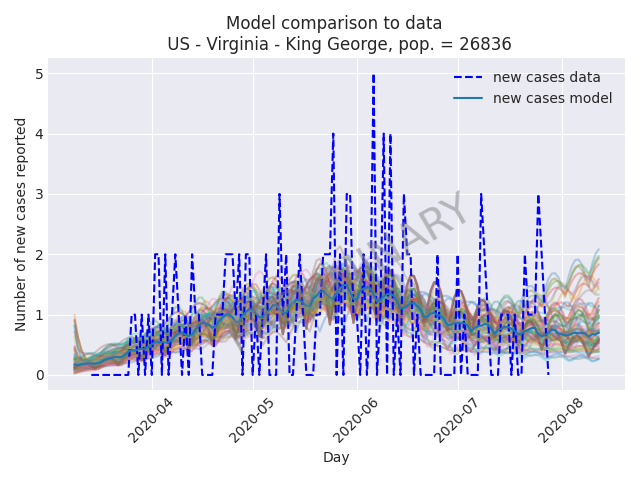 Model comparison to data
US - Virginia - King George, pop. = 26836
Number of new cases reported
5
4
3
2
1
0
new cases data
new cases model
2020-04
2020-05
2020-06
2020-07
2020-08
Day